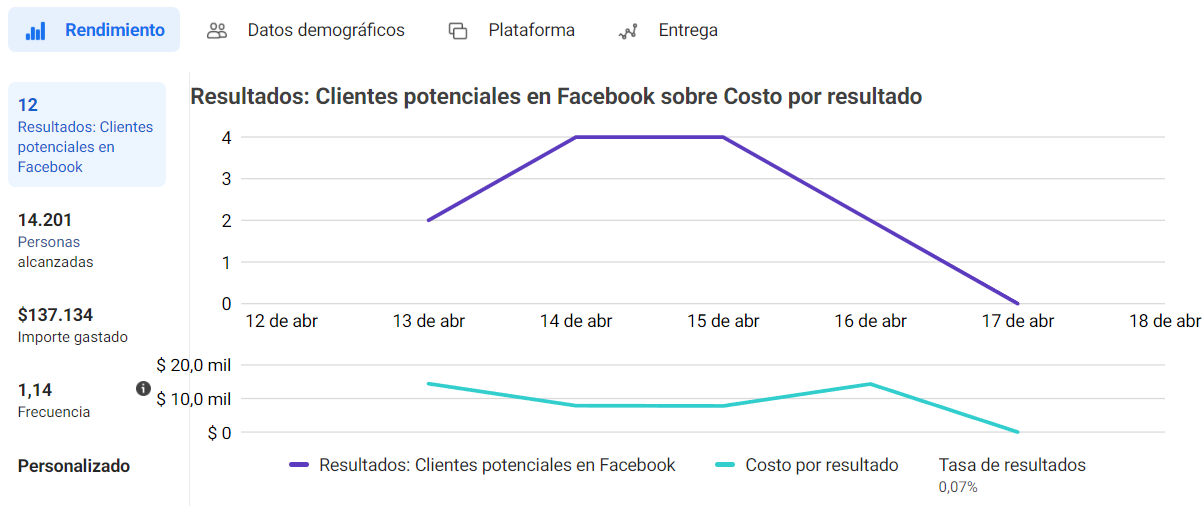 Rendimiento
Datos demográficos
Plataforma
Entrega
12
Resultados: Clientes
potenciales en
Facebook
14.201
Personas
alcanzadas
$137.134
Importe gastado
1,14
Frecuencia
Personalizado
Resultados: Clientes potenciales en Facebook sobre Costo por resultado
4
3
2
1
0
12 de abr
13 de abr
14 de abr
15 de abr
16 de abr
17 de abr
18 de abr
$ 20,0 mil
$ 10,0 mil
$ 0
Resultados: Clientes potenciales en Facebook
Costo por resultado
Tasa de resultados
0,07%